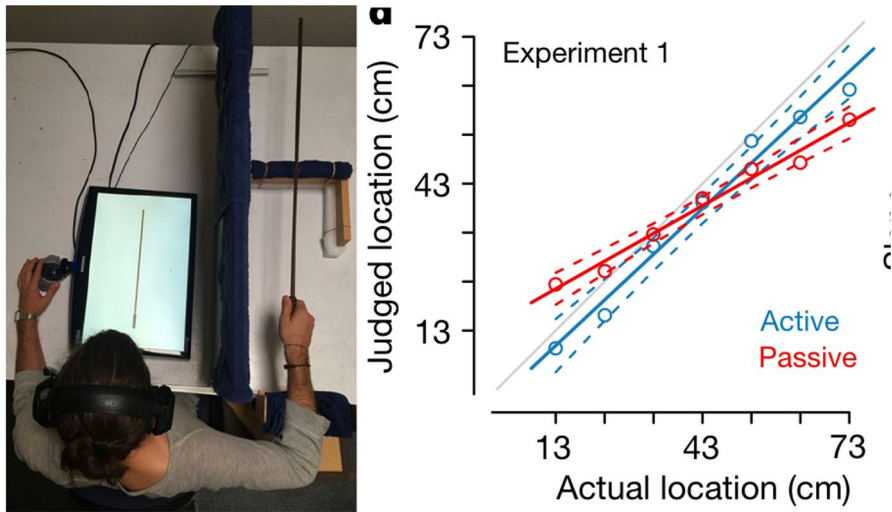 d
73
Experiment 1
Judged location (cm)
43
13
Active
Passive
13 43 73
Actual location (cm)